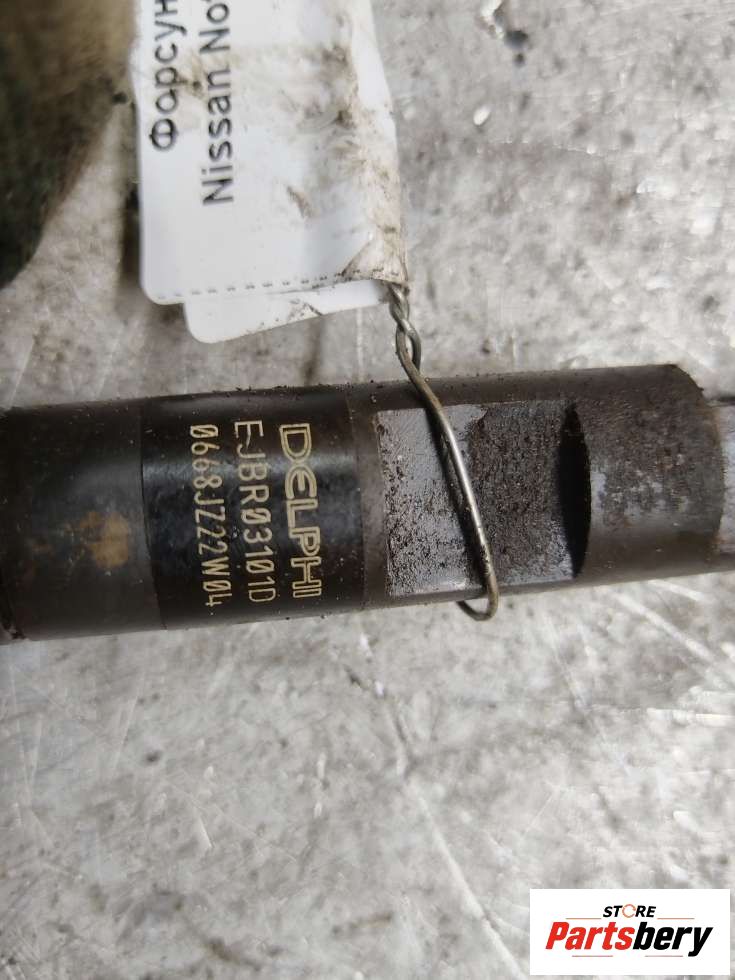 Форсун
Nissan No
DELPHI
EJBR03101D
0668JZ22W04
STORE
Partsbery